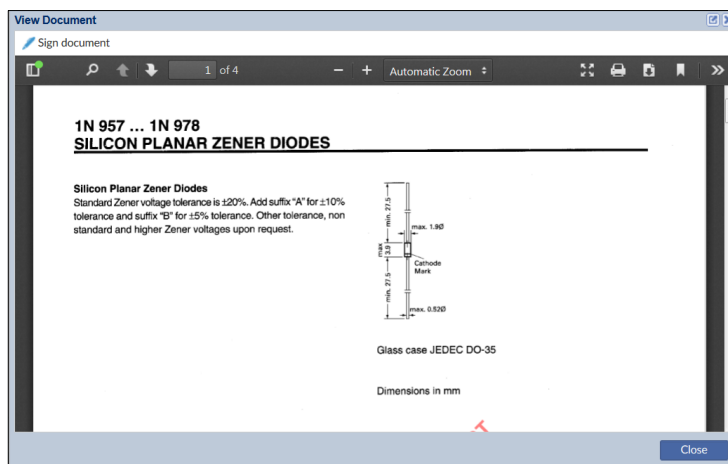 View Document
Sign document
1 of 4
Automatic Zoom
1N 957 ... 1N 978
SILICON PLANAR ZENER DIODES
Silicon Planar Zener Diodes
Standard Zener voltage tolerance is ±20%. Add suffix "A" for ±10%
tolerance and suffix "B" for ±5% tolerance. Other tolerance, non
standard and higher Zener voltages upon request.
min. 27.5
max. 1.9Ø
max
3.9
Cathode
Mark
min. 27.5
max. 0.52Ø
Glass case JEDEC DO-35
Dimensions in mm
T
Close